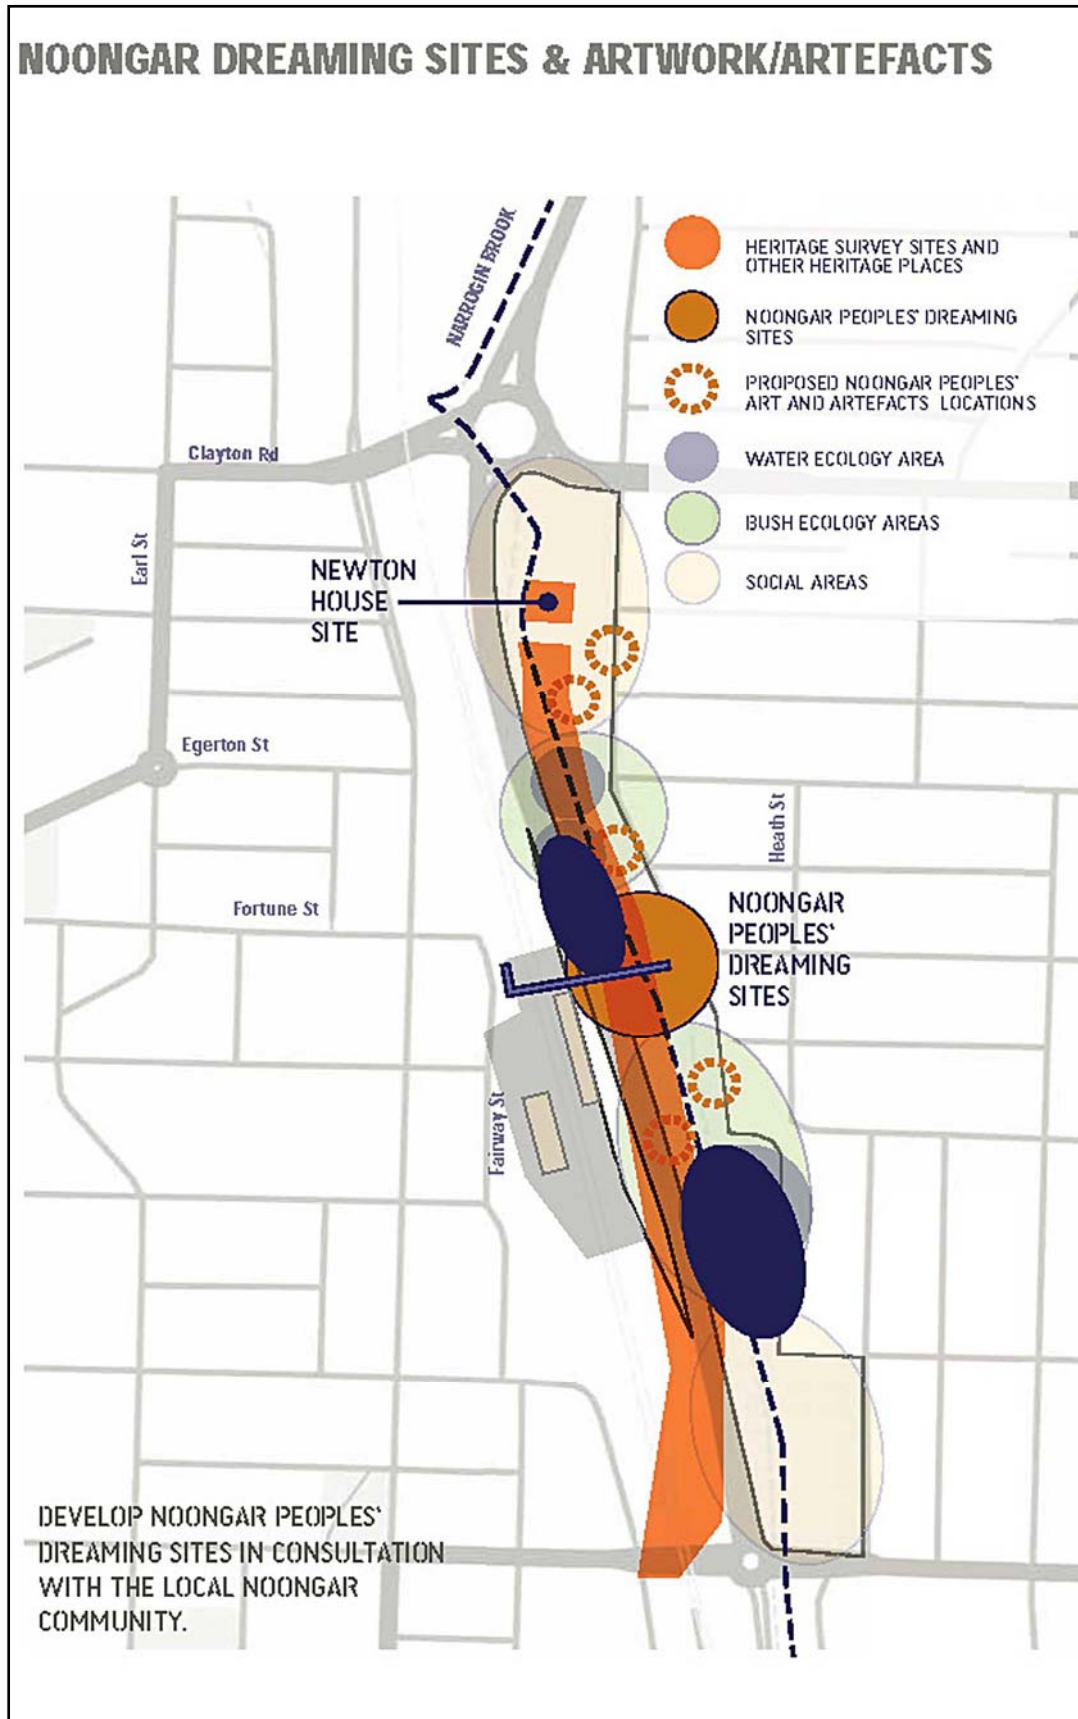 NOONGAR DREAMING SITES & ARTWORK/ARTEFACTS
NARROGIN BROOK
HERITAGE SURVEY SITES AND
OTHER HERITAGE PLACES
NOONGAR PEOPLES' DREAMING
SITES
PROPOSED NOONGAR PEOPLES'
ART AND ARTEFACTS LOCATIONS
WATER ECOLOGY AREA
BUSH ECOLOGY AREAS
SOCIAL AREAS
Clayton Rd
Earl St
NEWTON
HOUSE
SITE
Egerton St
Heath St
Fortune St
NOONGAR
PEOPLES'
DREAMING
SITES
Fairway St
DEVELOP NOONGAR PEOPLES'
DREAMING SITES IN CONSULTATION
WITH THE LOCAL NOONGAR
COMMUNITY.